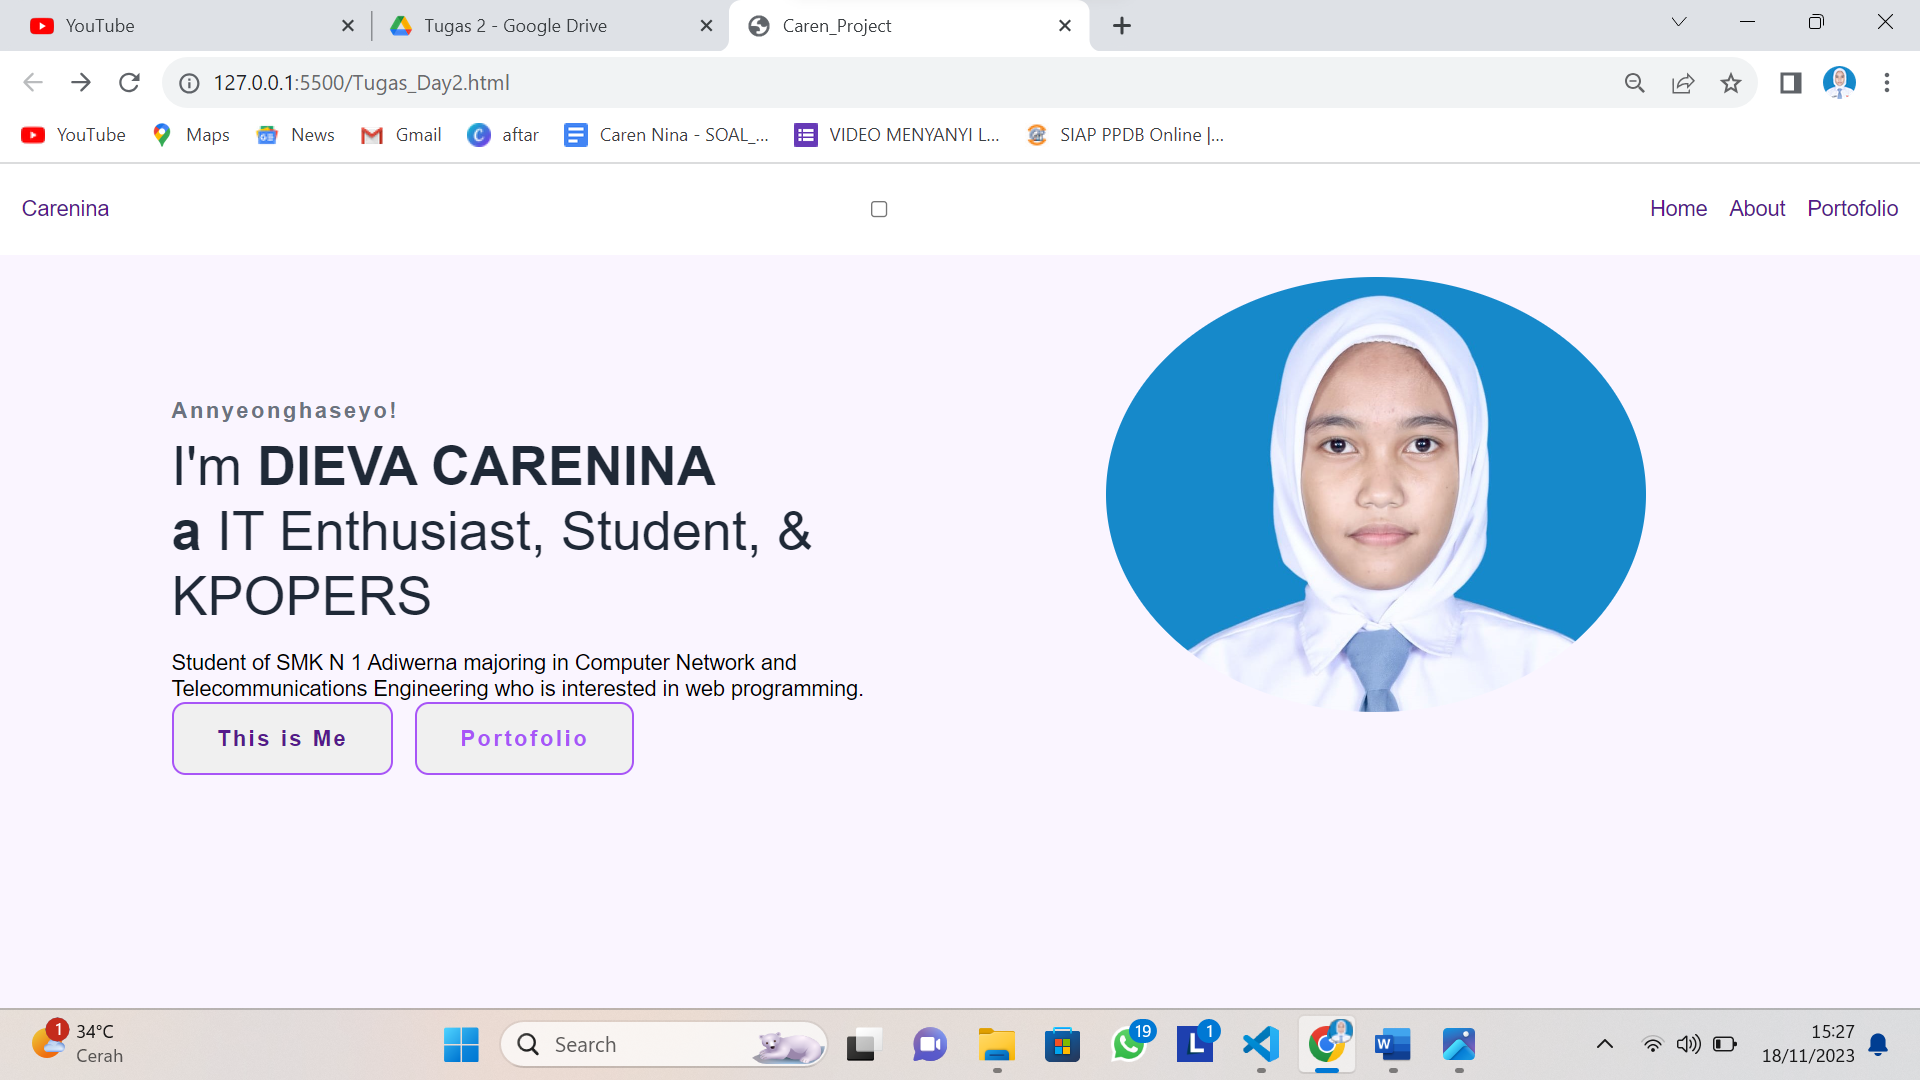 YouTube
Tugas 2 - Google Drive
Caren_Project
127.0.0.1:5500/Tugas_Day2.html
YouTube
Maps
News
Gmail
aftar
Caren Nina - SOAL_...
VIDEO MENYANYI L...
SIAP PPDB Online |...
Carenina
Home
About
Portofolio
Annyeonghaseyo!
I'm DIEVA CARENINA
a IT Enthusiast, Student, &
KPOPERS
Student of SMK N 1 Adiwerna majoring in Computer Network and
Telecommunications Engineering who is interested in web programming.
This is Me
Portofolio
1
34°C
Cerah
Search
19
L
1
W
15:27
18/11/2023